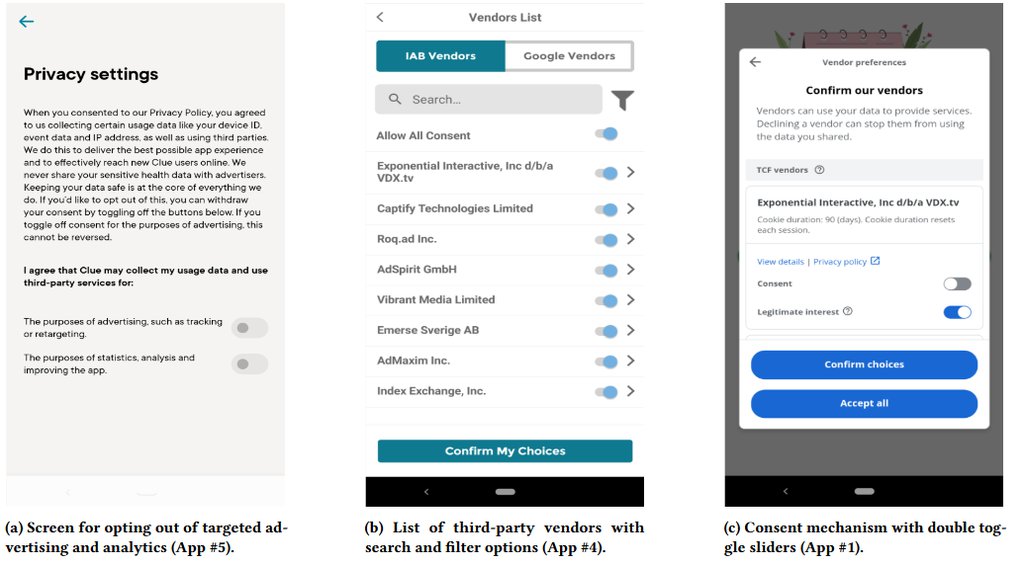 Privacy settings
When you consented to our Privacy Policy, you agreed
to us collecting certain usage data like your device ID,
event data and IP address, as well as using third parties.
We do this to deliver the best possible app experience
and to effectively reach new Clue users online. We
never share your sensitive health data with advertisers.
Keeping your data safe is at the core of everything we
do. If you'd like to opt out of this, you can withdraw
your consent by toggling off the buttons below. If you
toggle off consent for the purposes of advertising, this
cannot be reversed.
I agree that Clue may collect my usage data and use
third-party services for:
The purposes of advertising, such as tracking
or retargeting.
The purposes of statistics, analysis and
improving the app.
(a) Screen for opting out of targeted ad-
vertising and analytics (App #5).
Vendors List
IAB Vendors
Google Vendors
Search...
Allow All Consent
Exponential Interactive, Inc d/b/a
VDX.tv
Captify Technologies Limited
Roq.ad Inc.
AdSpirit GmbH
Vibrant Media Limited
Emerse Sverige AB
AdMaxim Inc.
Index Exchange, Inc.
Confirm My Choices
(b) List of third-party vendors with
search and filter options (App #4).
Vendor preferences
Confirm our vendors
Vendors can use your data to provide services.
Declining a vendor can stop them from using
the data you shared.
TCF vendors ?
Exponential Interactive, Inc d/b/a VDX.tv
Cookie duration: 90 (days). Cookie duration resets
each session.
View details | Privacy policy
Consent
Legitimate interest ?
Confirm choices
Accept all
(c) Consent mechanism with double tog-
gle sliders (App #1).